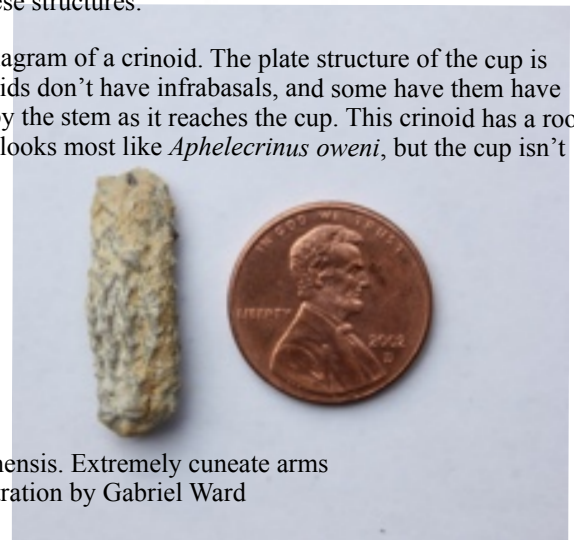 ese structures.
agram of a crinoid. The plate structure of the cup is
ids don’t have infrabasals, and some have them have
by the stem as it reaches the cup. This crinoid has a roo
looks most like Aphelecrinus oweni, but the cup isn’t
IN GOD WE TRUST
LIBERTY
2002
D
nensis. Extremely cuneate arms
ration by Gabriel Ward